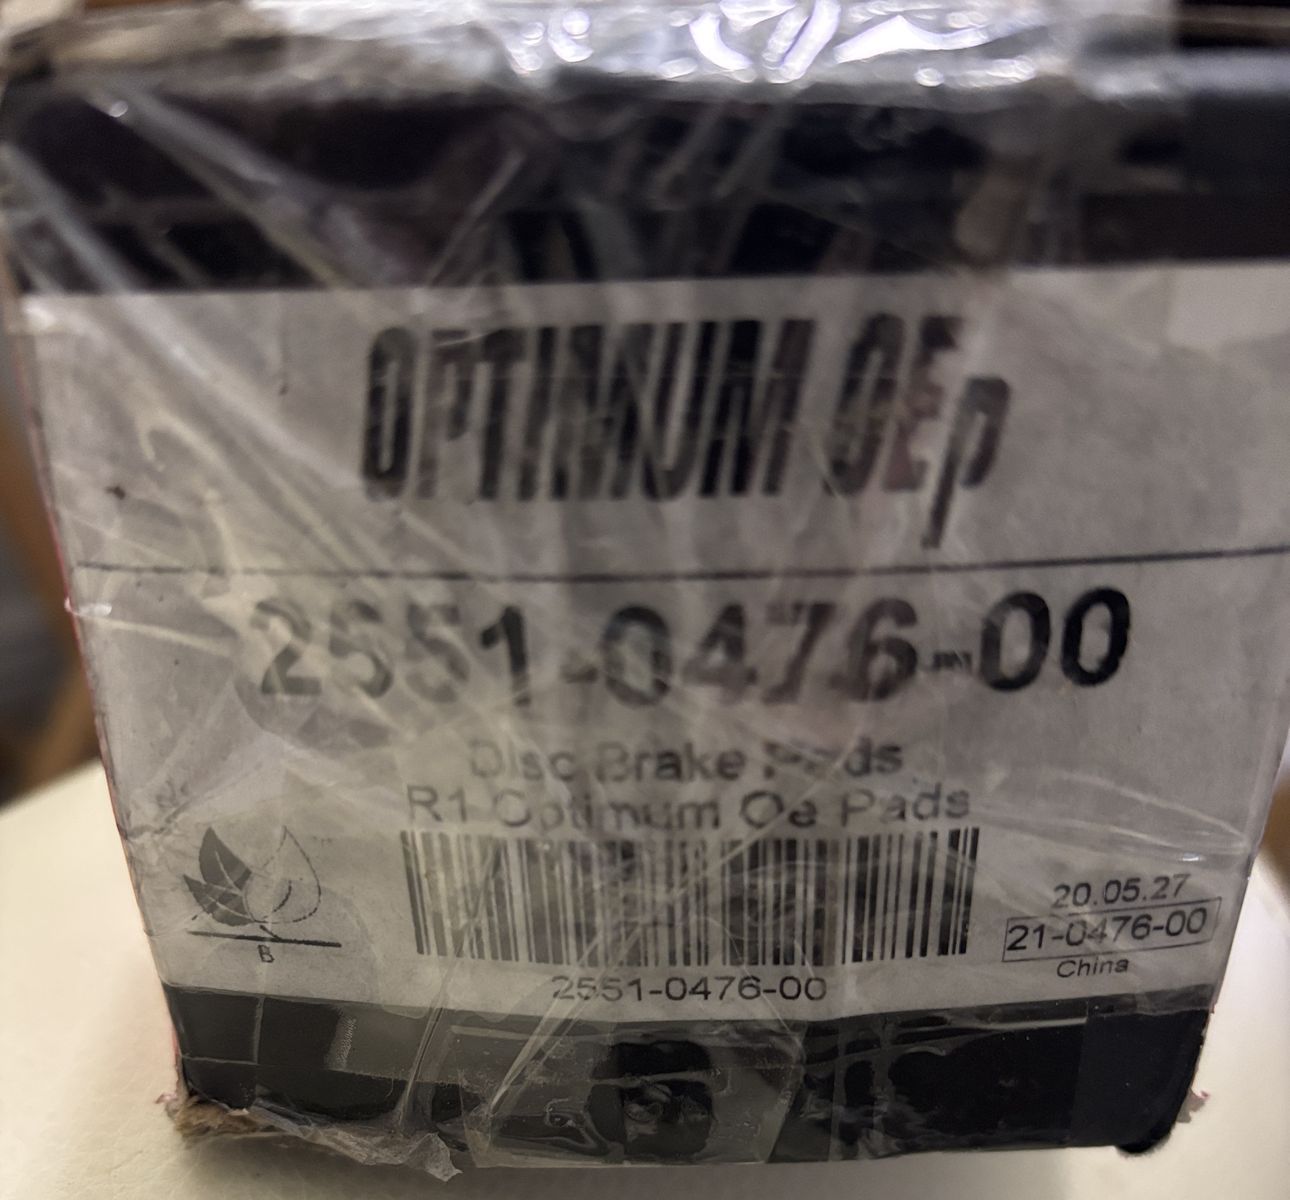 OPTIMUM OEp
2551-0476-00
Disc Brake Pads
R1 Optimum Oe Pads
B
2551-0476-00
20.05.27
21-0476-00
China